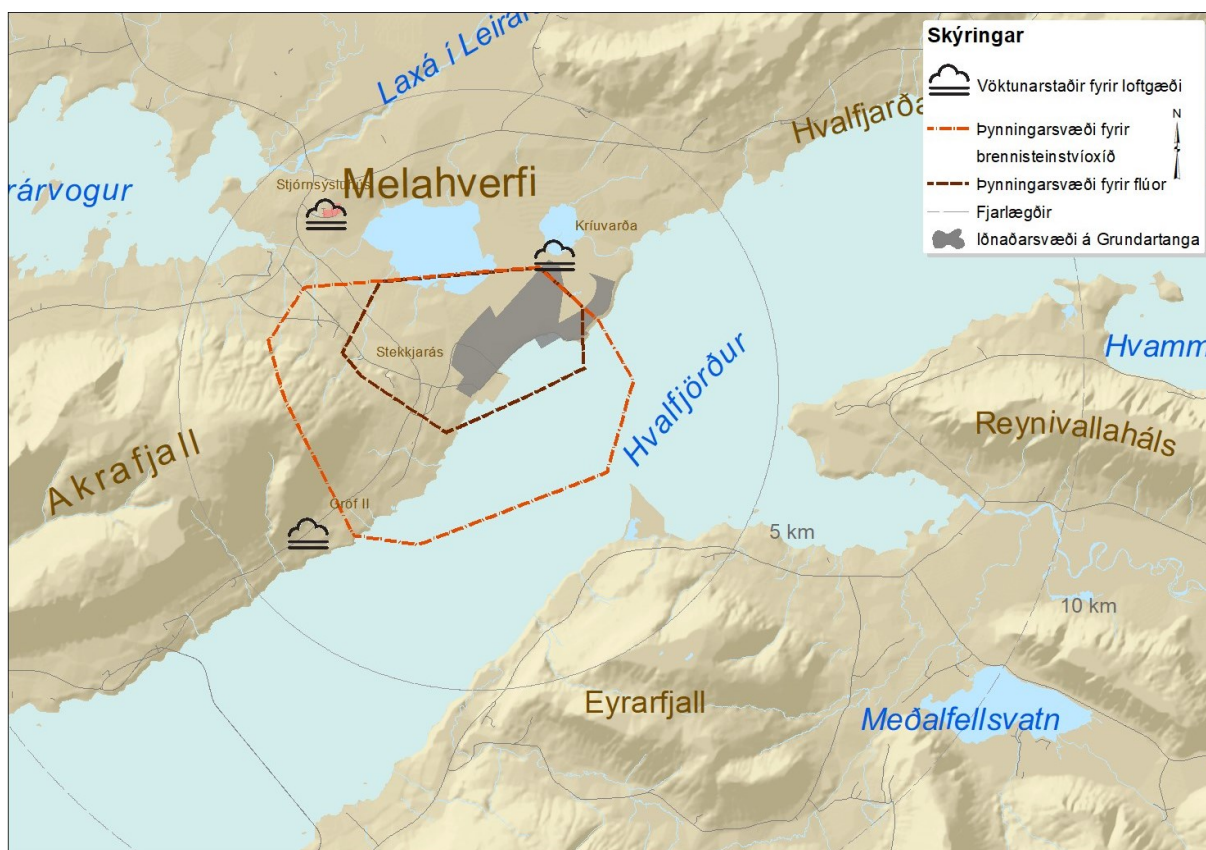 Skýringar
Vöktunarstaðir fyrir loftgæði
Þynningarsvæði fyrir
brennisteinstvíoxíð
N
Þynningarsvæði fyrir flúor
Fjarlægðir
Iðnaðarsvæði á Grundartanga
Laxá í Leirár
Hvalfjarða
Melahverfi
rárvogur
Kríuvarða
Stekkjarás
Hvalfjörður
Hvamm
Reynivallaháls
Akrafjall
Gröf II
5 km
10 km
Eyrarfjall
Meðalfellsvatn